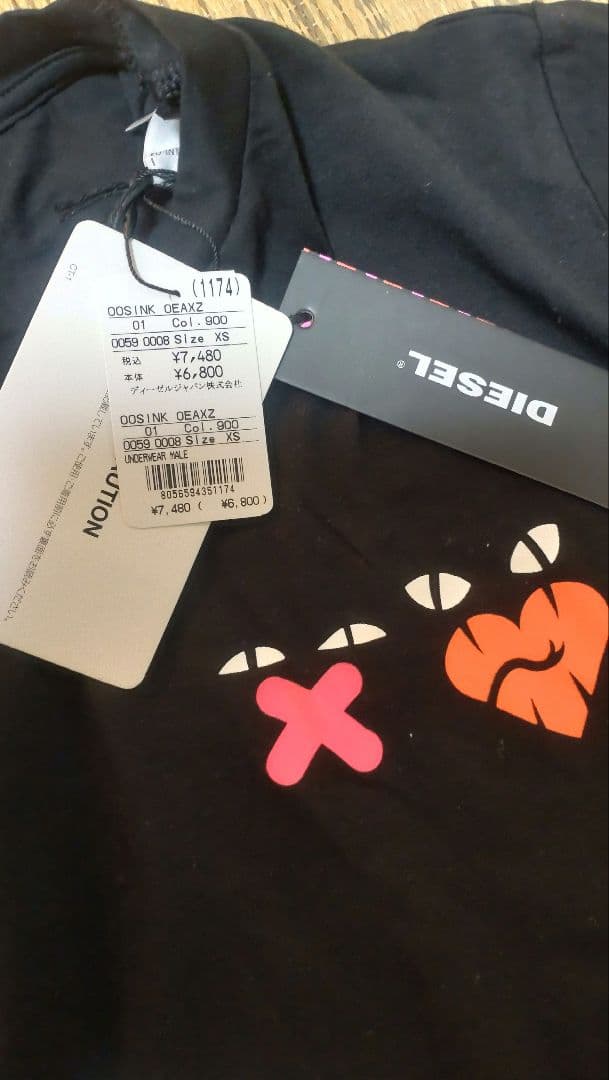 (1174)
00SINK 0EAXZ
01 Col.900
0059 0008 Size XS
税込 ¥7,480
本体 ¥6,800
ディーゼルジャパン株式会社
00SINK 0EAXZ
01 Col.900
0059 0008 Size XS
UNDERWEAR MALE
8056594351174
¥7,480 ( ¥6,800 )
DIESEL®
CT-1
UTION